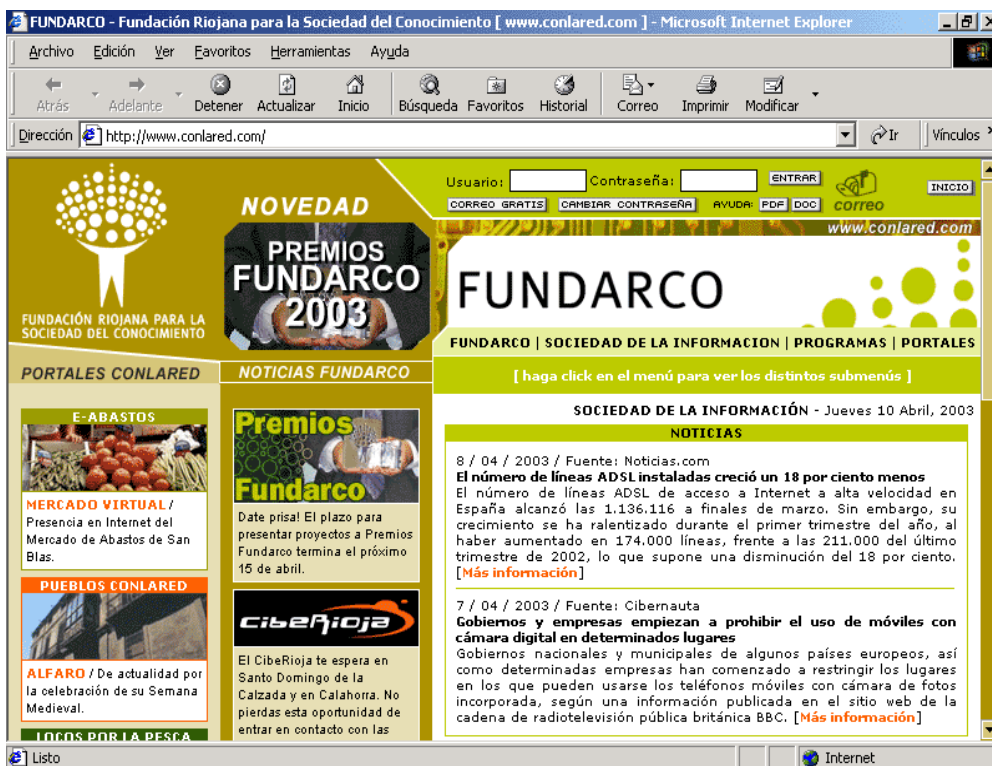 FUNDARCO - Fundación Riojana para la Sociedad del Conocimiento [ www.conlared.com ] - Microsoft Internet Explorer
Archivo Edición Ver Favoritos Herramientas Ayuda
Atrás Adelante Detener Actualizar Inicio Búsqueda Favoritos Historial Correo Imprimir Modificar
Dirección http://www.conlared.com/ Ir Vínculos
FUNDACIÓN RIOJANA PARA LA
SOCIEDAD DEL CONOCIMIENTO
NOVEDAD
PREMIOS
FUNDARCO
2003
Usuario: Contraseña: ENTRAR
CORREO GRATIS CAMBIAR CONTRASEÑA AYUDA: PDF DOC correo INICIO
www.conlared.com
FUNDARCO
FUNDARCO | SOCIEDAD DE LA INFORMACION | PROGRAMAS | PORTALES
[ haga click en el menú para ver los distintos submenús ]
PORTALES CONLARED
E-ABASTOS
MERCADO VIRTUAL /
Presencia en Internet del
Mercado de Abastos de San
Blas.
PUEBLOS CONLARED
ALFARO / De actualidad por
la celebración de su Semana
Medieval.
LOCOS POR LA PESCA
NOTICIAS FUNDARCO
Premios
Fundarco
Date prisa! El plazo para
presentar proyectos a Premios
Fundarco termina el próximo
15 de abril.
CibeRioja
El CibeRioja te espera en
Santo Domingo de la
Calzada y en Calahorra. No
pierdas esta oportunidad de
entrar en contacto con las
SOCIEDAD DE LA INFORMACIÓN - Jueves 10 Abril, 2003
NOTICIAS
8 / 04 / 2003 / Fuente: Noticias.com
El número de líneas ADSL instaladas creció un 18 por ciento menos
El número de líneas ADSL de acceso a Internet a alta velocidad en
España alcanzó las 1.136.116 a finales de marzo. Sin embargo, su
crecimiento se ha ralentizado durante el primer trimestre del año, al
haber aumentado en 174.000 líneas, frente a las 211.000 del último
trimestre de 2002, lo que supone una disminución del 18 por ciento.
[Más información]
7 / 04 / 2003 / Fuente: Cibernauta
Gobiernos y empresas empiezan a prohibir el uso de móviles con
cámara digital en determinados lugares
Gobiernos nacionales y municipales de algunos países europeos, así
como determinadas empresas han comenzado a restringir los lugares
en los que pueden usarse los teléfonos móviles con cámara de fotos
incorporada, según una información publicada en el sitio web de la
cadena de radiotelevisión pública británica BBC. [Más información]
Listo Internet